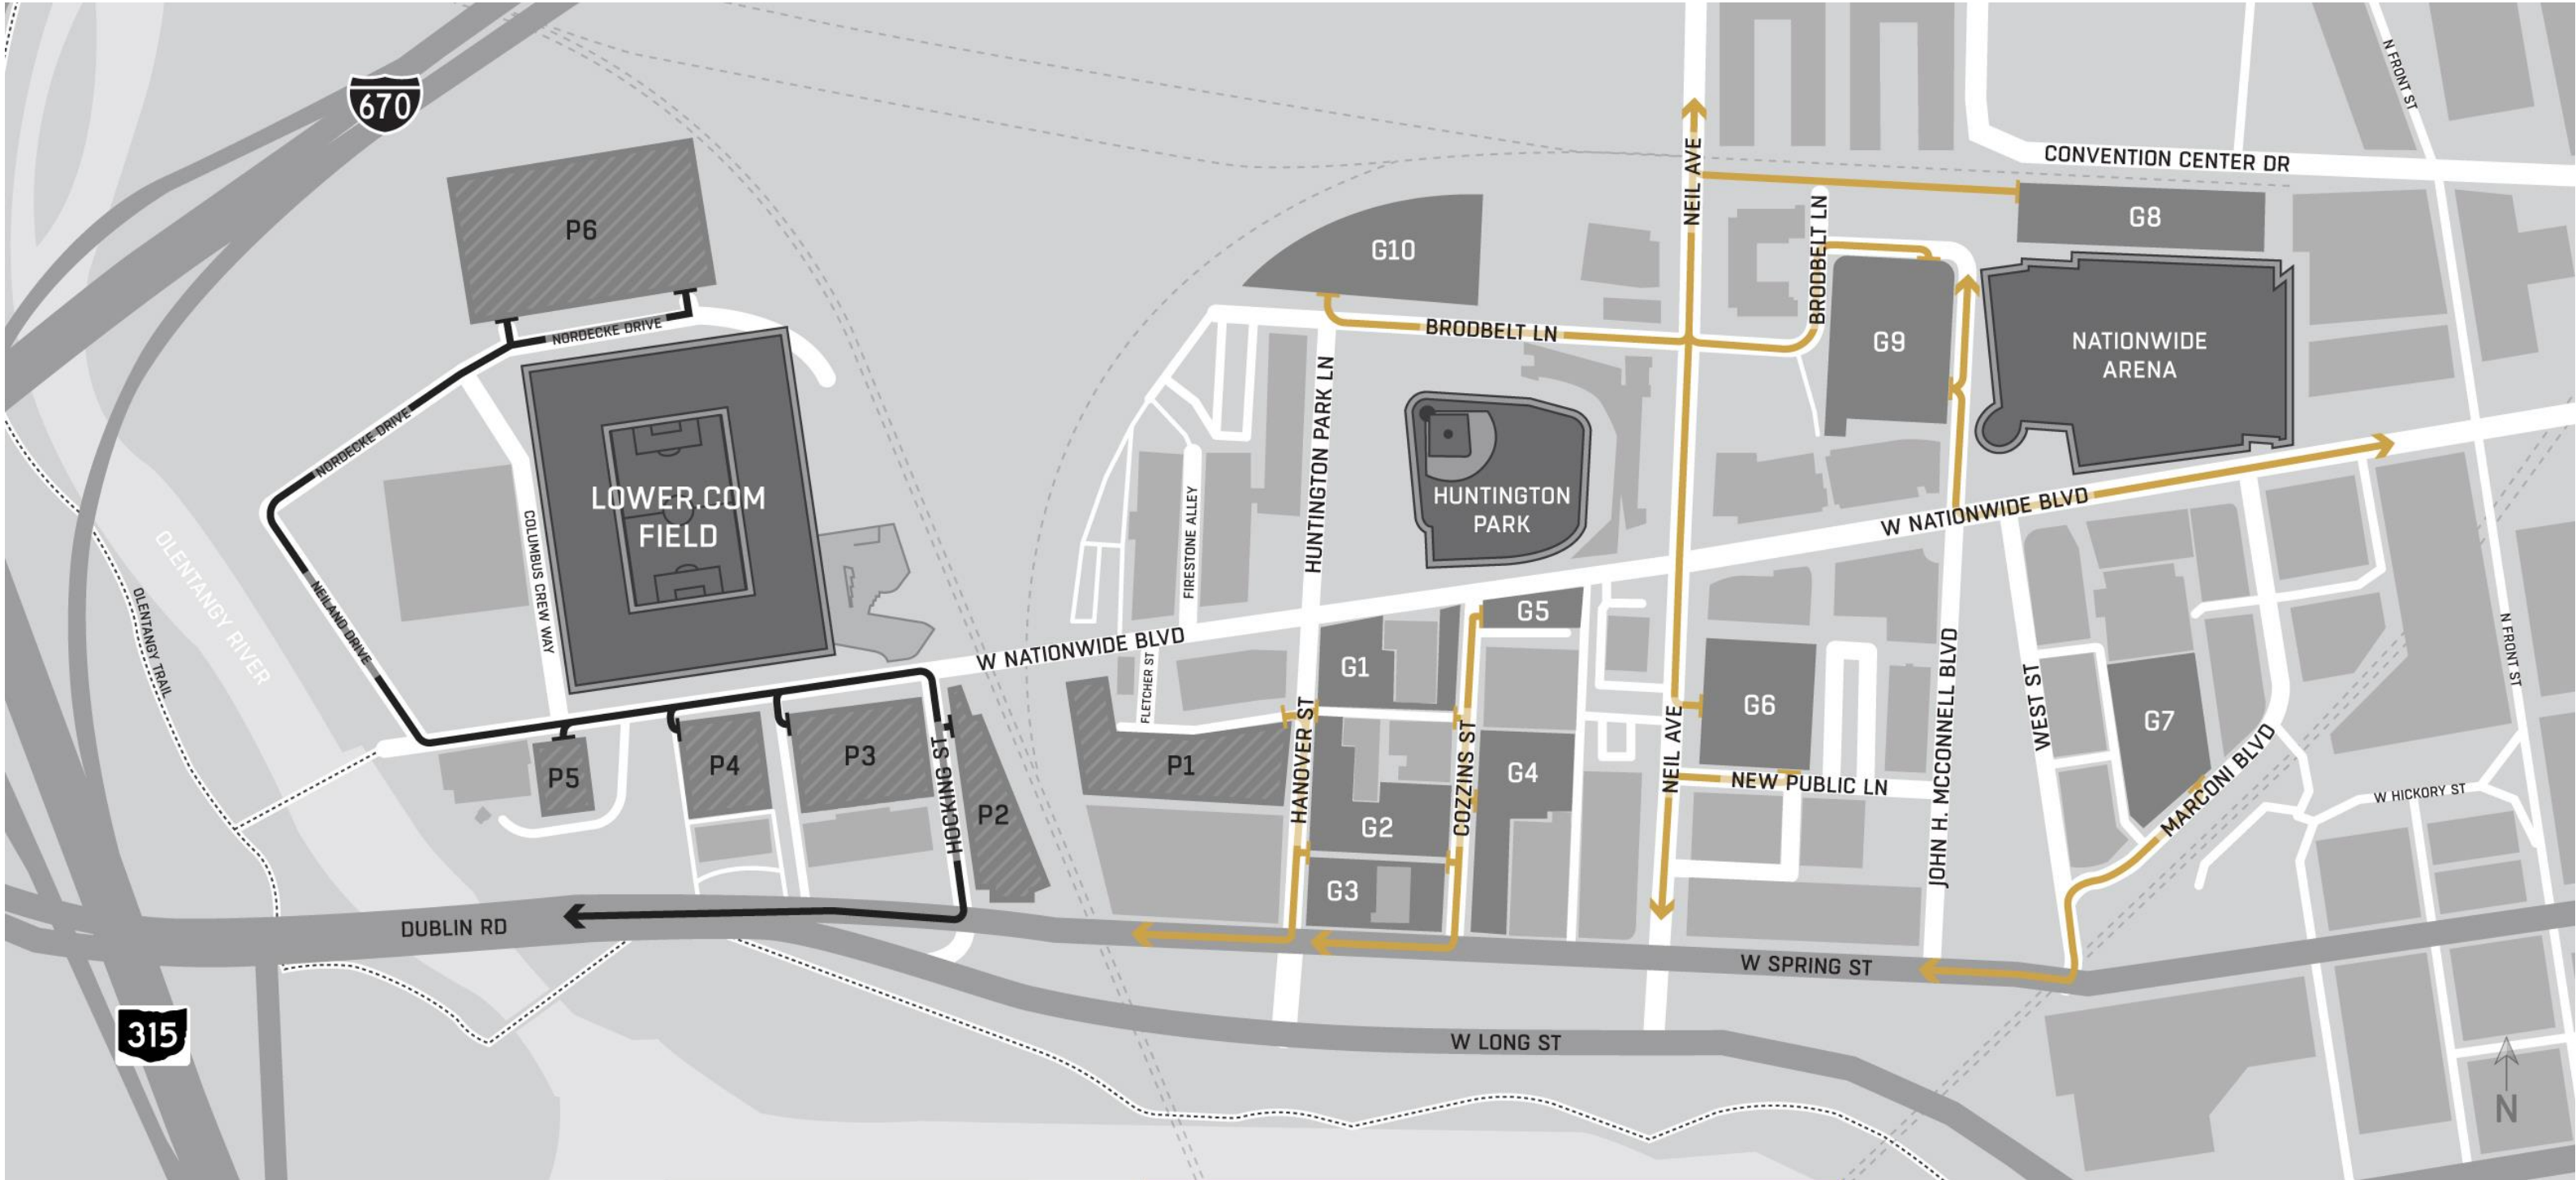 670
N FRONT ST
CONVENTION CENTER DR
NEIL AVE
P6
G8
G10
BRODBELT LN
NORDECKE DRIVE
BRODBELT LN
G9
NATIONWIDE
ARENA
HUNTINGTON PARK LN
NORDECKE DRIVE
LOWER.COM
FIELD
HUNTINGTON
PARK
W NATIONWIDE BLVD
FIRESTONE ALLEY
COLUMBUS CREW WAY
OLENTANGY RIVER
OLENTANGY TRAIL
NEILAND DRIVE
G5
W NATIONWIDE BLVD
G1
FLETCHER ST
N FRONT ST
G6
G7
WEST ST
HANOVER ST
COZZINS ST
NEIL AVE
JOHN H. MCCONNELL BLVD
P5
P4
P3
HOCKING ST
P1
G4
NEW PUBLIC LN
MARCONI BLVD
W HICKORY ST
P2
G2
G3
DUBLIN RD
W SPRING ST
315
W LONG ST
N